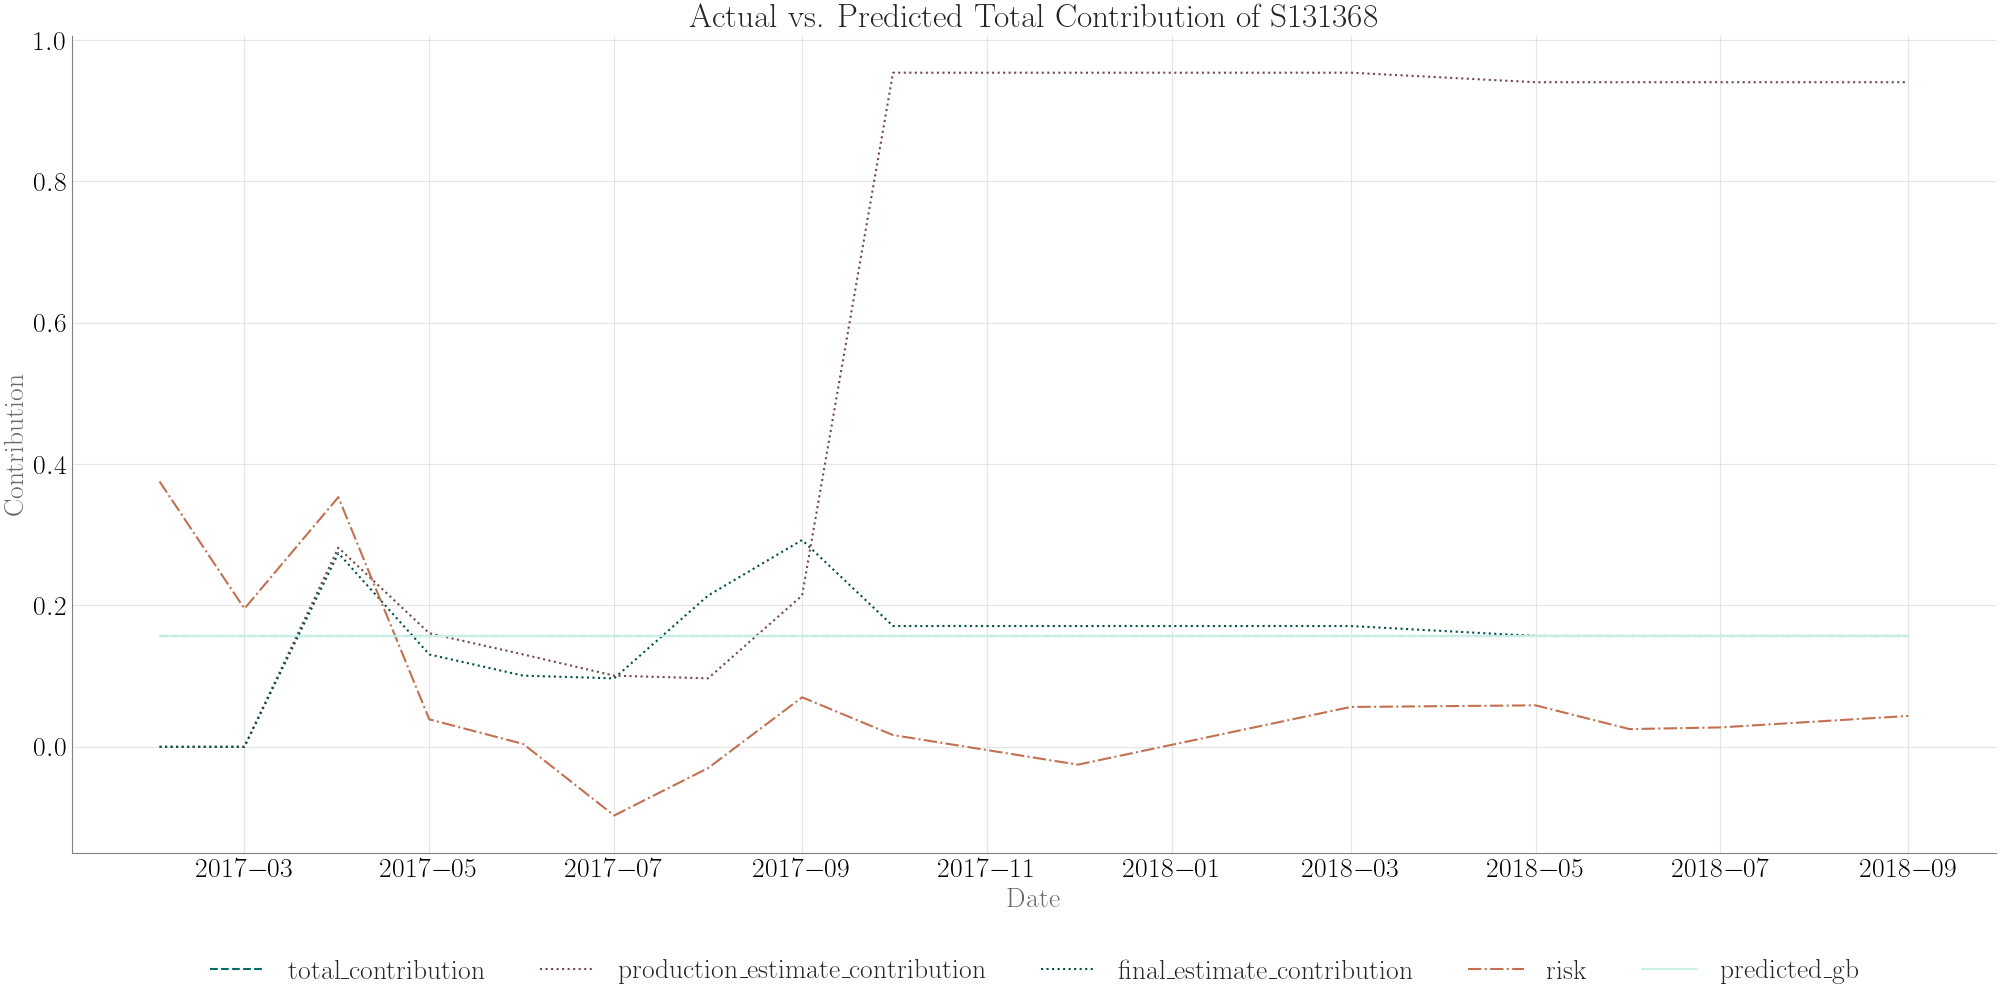 Actual vs. Predicted Total Contribution of S131368
1.0
0.8
0.6
0.4
0.2
0.0
Contribution
2017−03 2017−05 2017−07 2017−09 2017−11 2018−01 2018−03 2018−05 2018−07 2018−09
Date
total_contribution production_estimate_contribution final_estimate_contribution risk predicted_gb